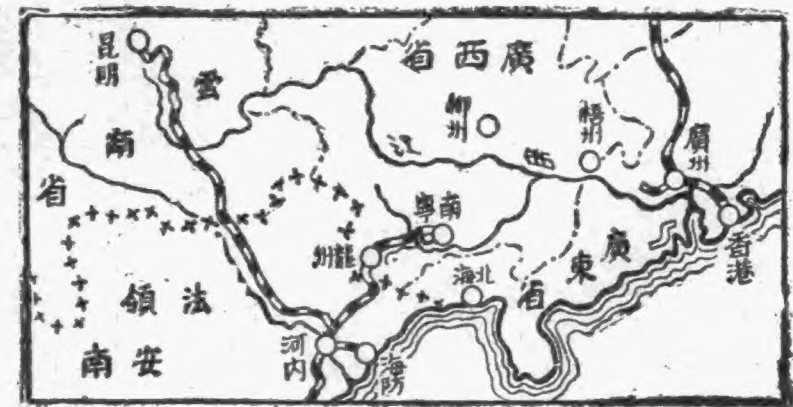 廣西省
雲南省
昆明
柳州
梧州
廣州
西江
南寧
龍州
廣東省
北海
香港
法領
安南
河内
海防